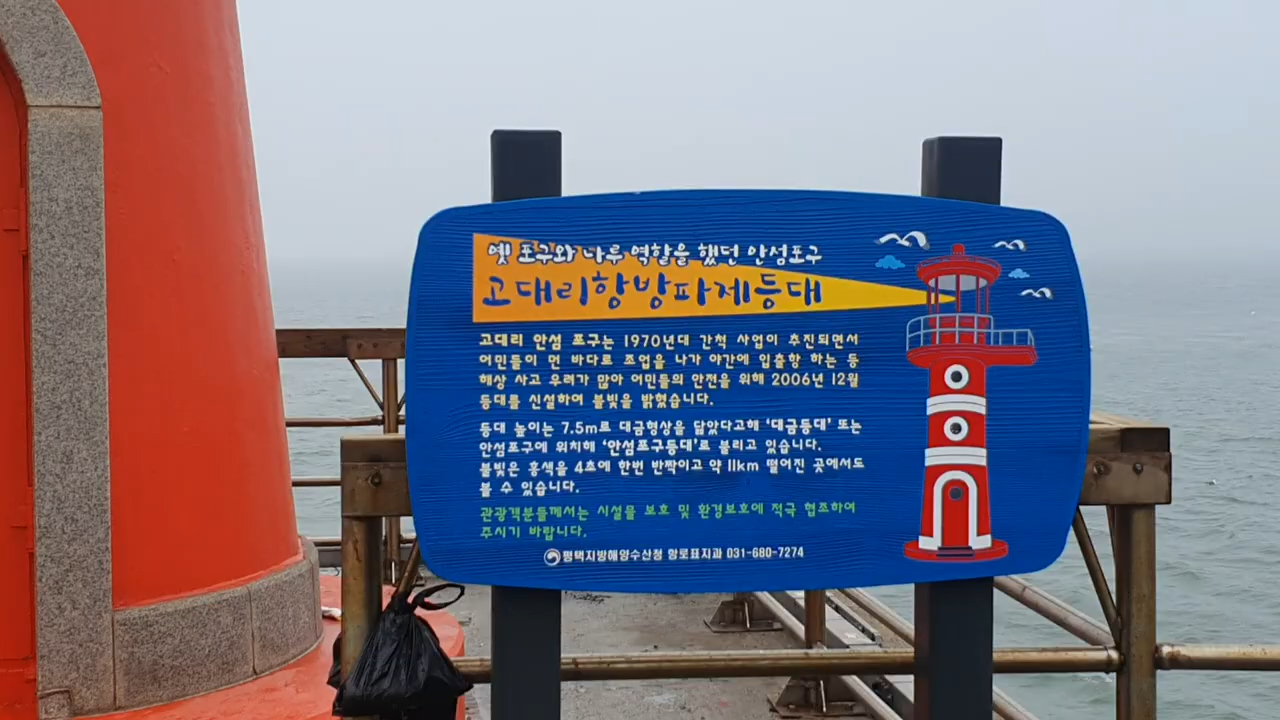 옛 포구와 나루 역할을 했던 안섬포구
고대리항방파제등대
고대리 안섬 포구는 1970년대 간척 사업이 추진되면서
어민들이 먼 바다로 조업을 나가 야간에 입출항 하는 등
해상 사고 우려가 많아 어민들의 안전을 위해 2006년 12월
등대를 신설하여 불빛을 밝혔습니다.
등대 높이는 7.5m로 대금형상을 닮았다고해 '대금등대' 또는
안섬포구에 위치해 '안섬포구등대'로 불리고 있습니다.
불빛은 홍색을 4초에 한번 반짝이고 약 11km 떨어진 곳에서도
볼 수 있습니다.
관광객분들께서는 시설물 보호 및 환경보호에 적극 협조하여
주시기 바랍니다.
평택지방해양수산청 항로표지과 031-680-7274